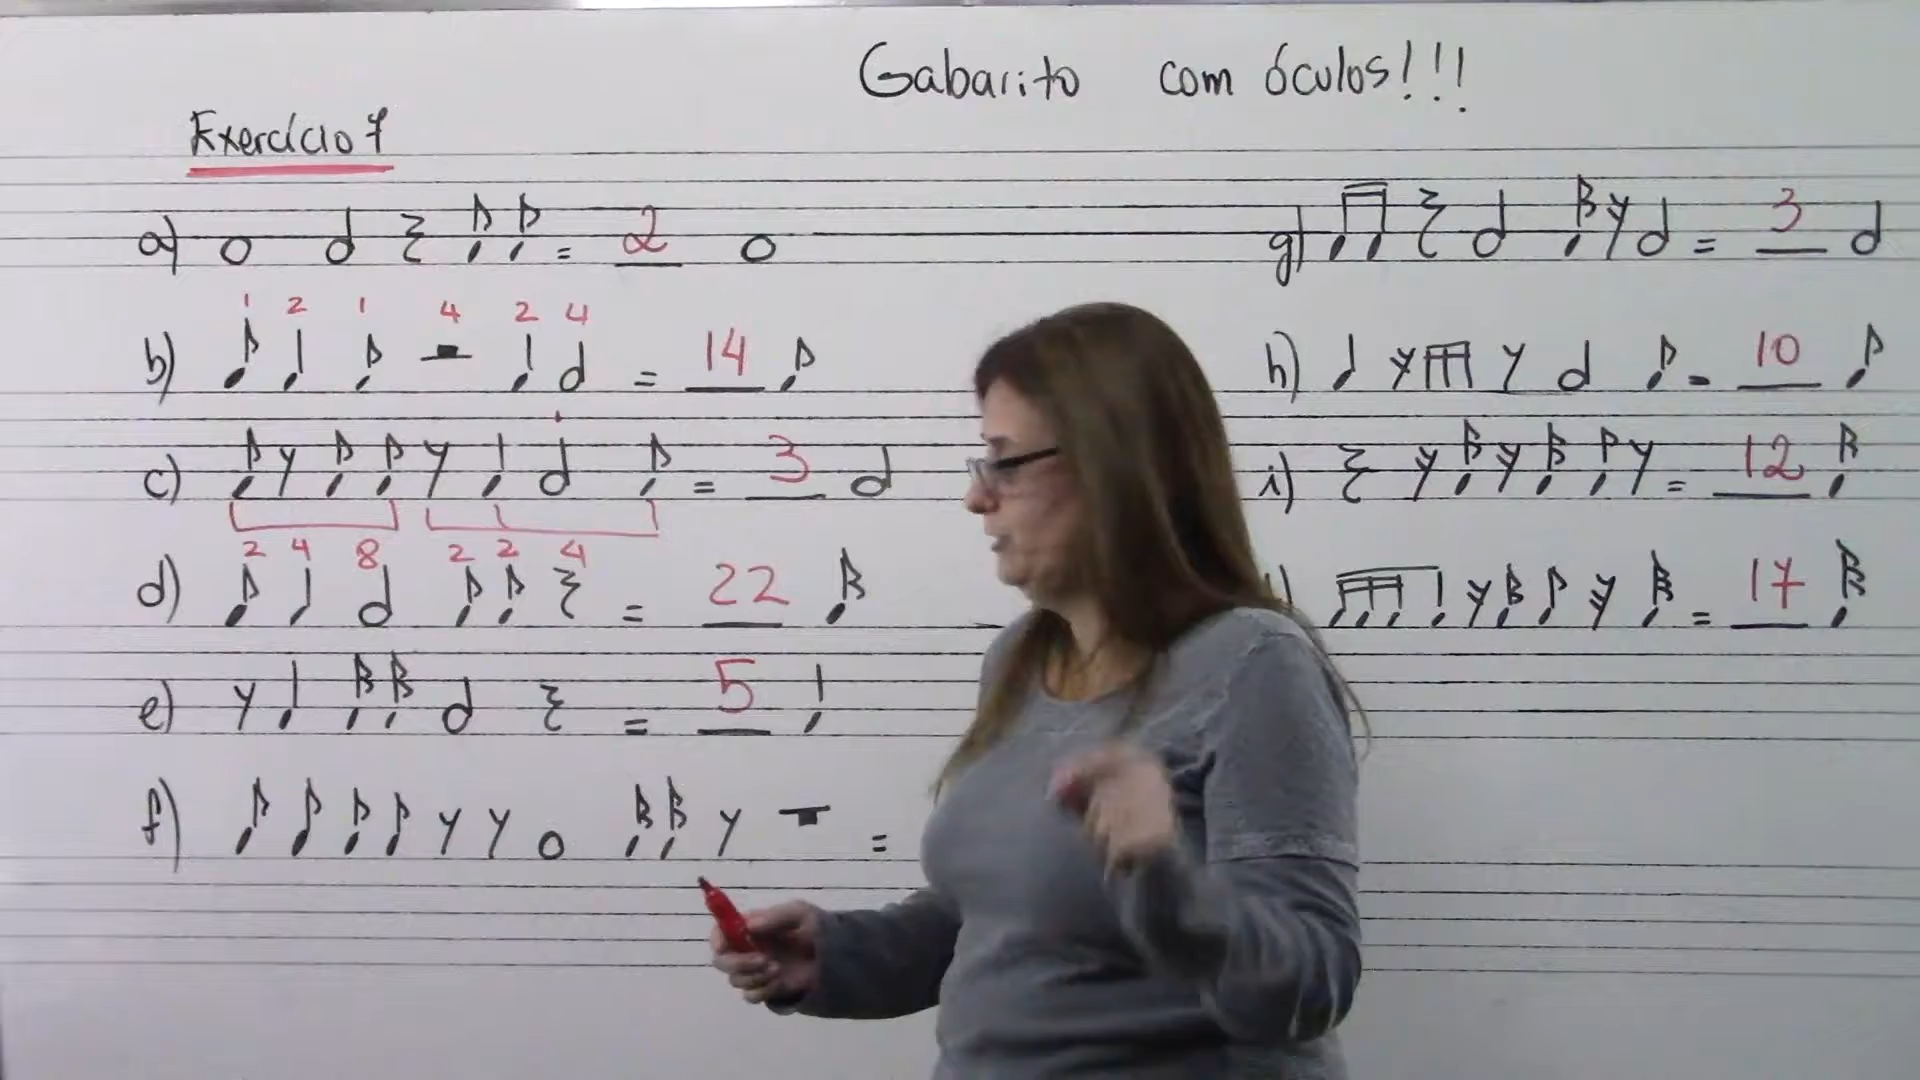 Gabarito com óculos!!!
Exercício 7
a) = 2
b) 1 2 1 4 2 4 = 14
c) = 3
d) 2 4 8 2 2 4 = 22
e) = 5
f) =
g) = 3
h) = 10
i) = 12
= 17